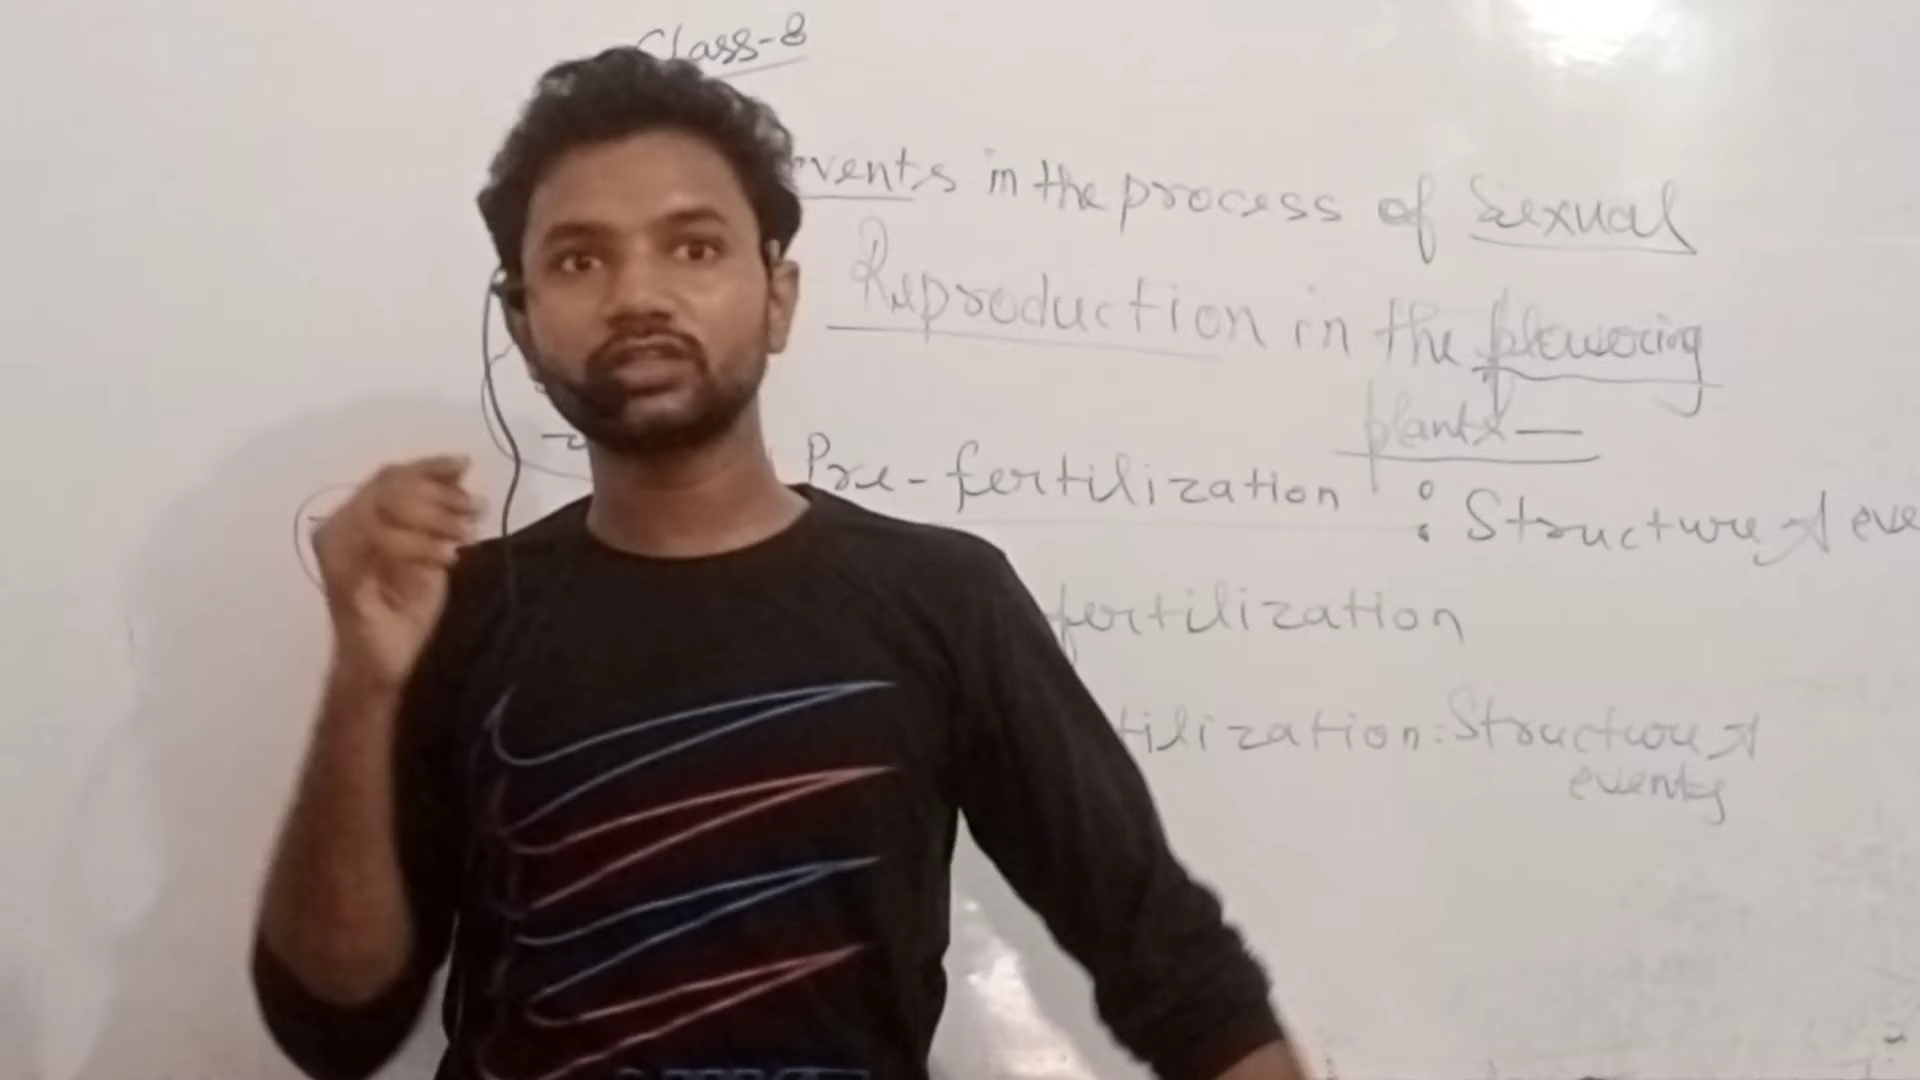 Class-8
events in the process of Sexual
Reproduction in the flowering
plants—
Pre-fertilization : Structure & eve
fertilization
tilization: Structure &
events